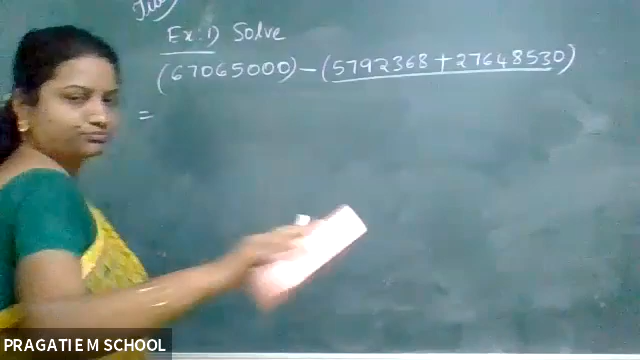 Ex:1) Solve
(67065000) - (5792368 + 27648530)
=
PRAGATI E M SCHOOL